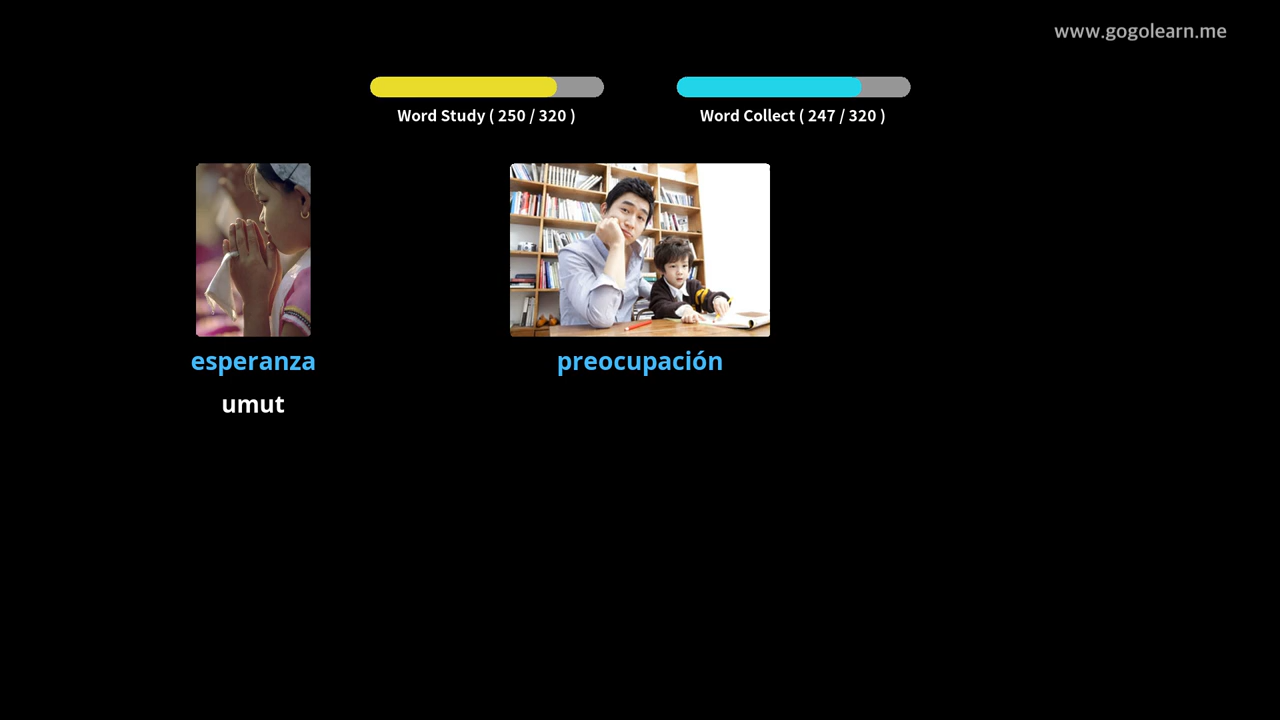 www.gogolearn.me
Word Study ( 250 / 320 )
Word Collect ( 247 / 320 )
esperanza
preocupación
umut